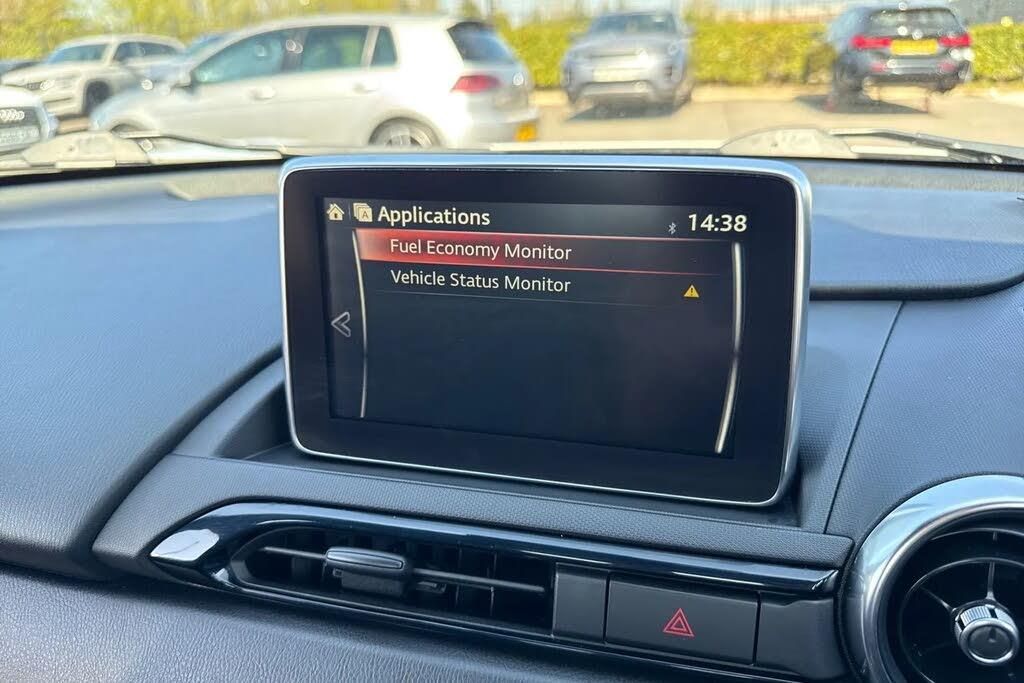 Applications
14:38
Fuel Economy Monitor
Vehicle Status Monitor